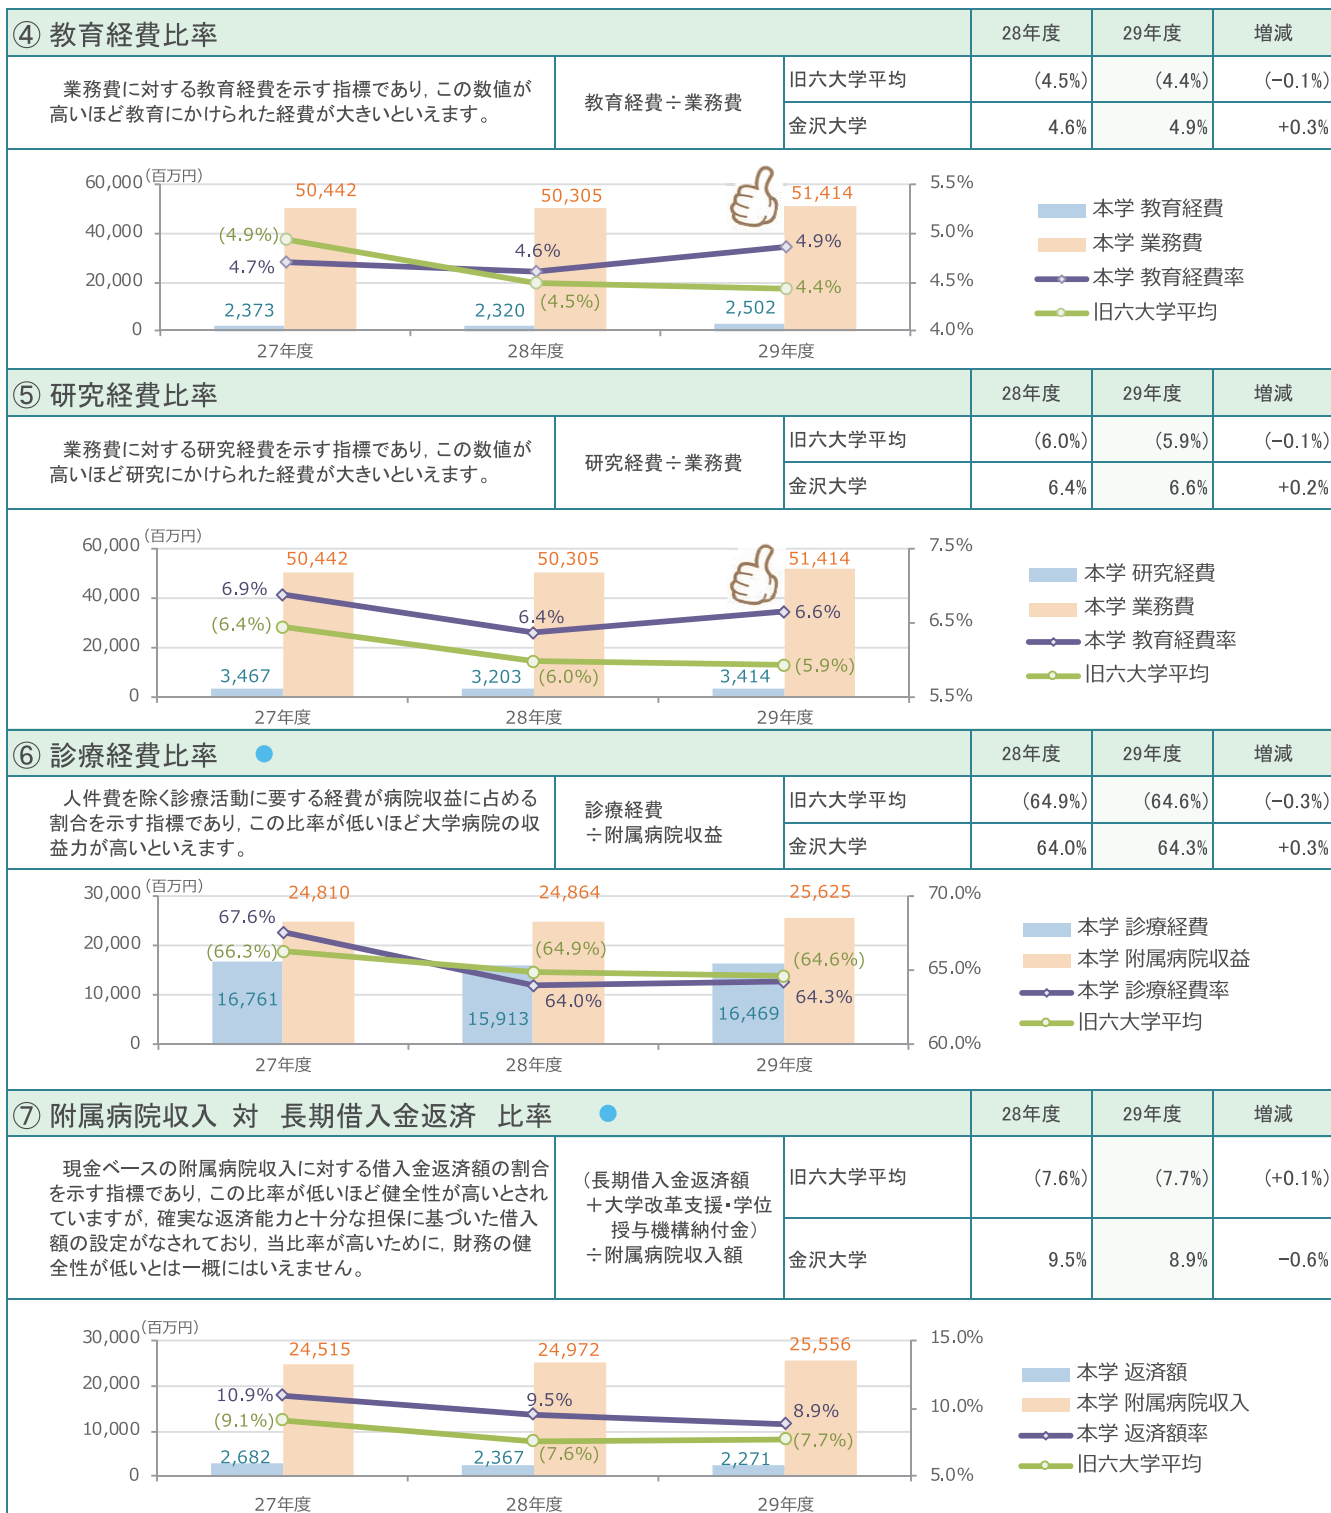 ④ 教育経費比率 28年度 29年度 増減
業務費に対する教育経費を示す指標であり，この数値が
高いほど教育にかけられた経費が大きいといえます。
教育経費÷業務費
旧六大学平均 (4.5%) (4.4%) (−0.1%)
金沢大学 4.6% 4.9% +0.3%
(百万円)
60,000
40,000
20,000
0
50,442
50,305
51,414
(4.9%)
4.7%
4.6%
(4.5%)
4.9%
4.4%
2,373
2,320
2,502
5.5%
5.0%
4.5%
4.0%
27年度 28年度 29年度
本学 教育経費
本学 業務費
本学 教育経費率
旧六大学平均
⑤ 研究経費比率 28年度 29年度 増減
業務費に対する研究経費を示す指標であり，この数値が
高いほど研究にかけられた経費が大きいといえます。
研究経費÷業務費
旧六大学平均 (6.0%) (5.9%) (−0.1%)
金沢大学 6.4% 6.6% +0.2%
(百万円)
60,000
40,000
20,000
0
50,442
50,305
51,414
6.9%
(6.4%)
6.4%
(6.0%)
6.6%
(5.9%)
3,467
3,203
3,414
7.5%
6.5%
5.5%
27年度 28年度 29年度
本学 研究経費
本学 業務費
本学 教育経費率
旧六大学平均
⑥ 診療経費比率 28年度 29年度 増減
人件費を除く診療活動に要する経費が病院収益に占める
割合を示す指標であり，この比率が低いほど大学病院の収
益力が高いといえます。
診療経費
÷附属病院収益
旧六大学平均 (64.9%) (64.6%) (−0.3%)
金沢大学 64.0% 64.3% +0.3%
(百万円)
30,000
20,000
10,000
0
24,810
24,864
25,625
67.6%
(66.3%)
(64.9%)
64.0%
(64.6%)
64.3%
16,761
15,913
16,469
70.0%
65.0%
60.0%
27年度 28年度 29年度
本学 診療経費
本学 附属病院収益
本学 診療経費率
旧六大学平均
⑦ 附属病院収入 対 長期借入金返済 比率 28年度 29年度 増減
現金ベースの附属病院収入に対する借入金返済額の割合
を示す指標であり，この比率が低いほど健全性が高いとされ
ていますが，確実な返済能力と十分な担保に基づいた借入
額の設定がなされており，当比率が高いために，財務の健
全性が低いとは一概にはいえません。
(長期借入金返済額
＋大学改革支援・学位
授与機構納付金)
÷附属病院収入額
旧六大学平均 (7.6%) (7.7%) (+0.1%)
金沢大学 9.5% 8.9% −0.6%
(百万円)
30,000
20,000
10,000
0
24,515
24,972
25,556
10.9%
(9.1%)
9.5%
(7.6%)
8.9%
(7.7%)
2,682
2,367
2,271
15.0%
10.0%
5.0%
27年度 28年度 29年度
本学 返済額
本学 附属病院収入
本学 返済額率
旧六大学平均